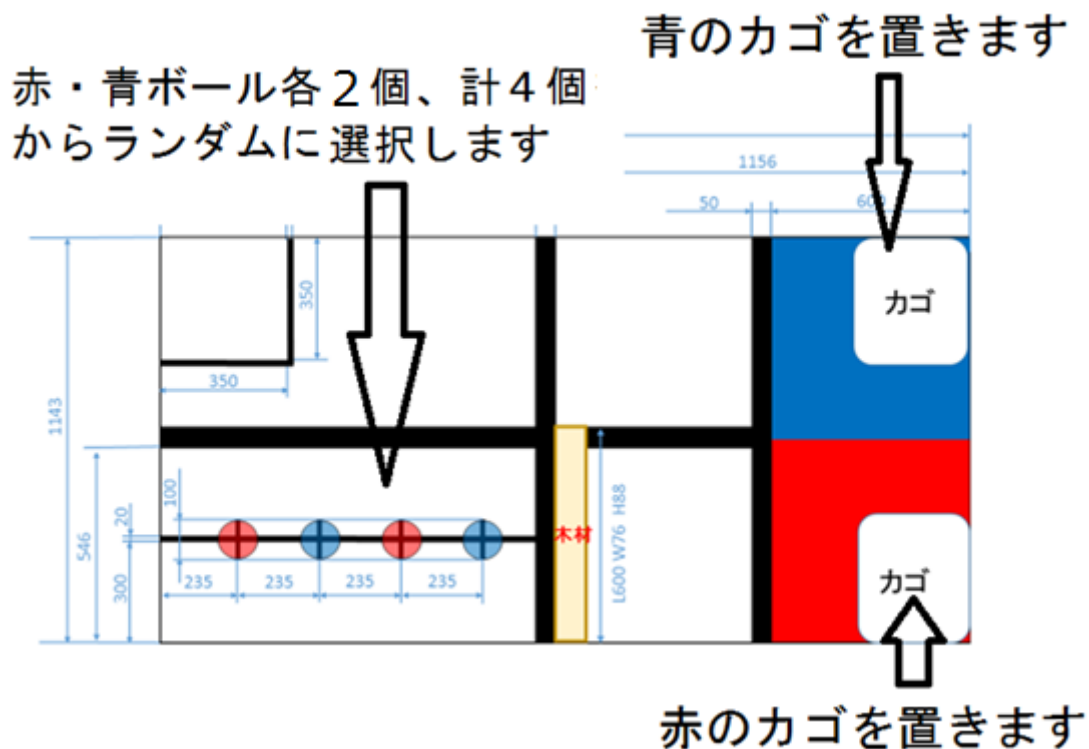 青のカゴを置きます
赤・青ボール各２個、計４個
からランダムに選択します
1156
50
600
カゴ
350
350
1143
546
100
20
300
235
235
235
235
木材
L600 W76 H88
カゴ
赤のカゴを置きます